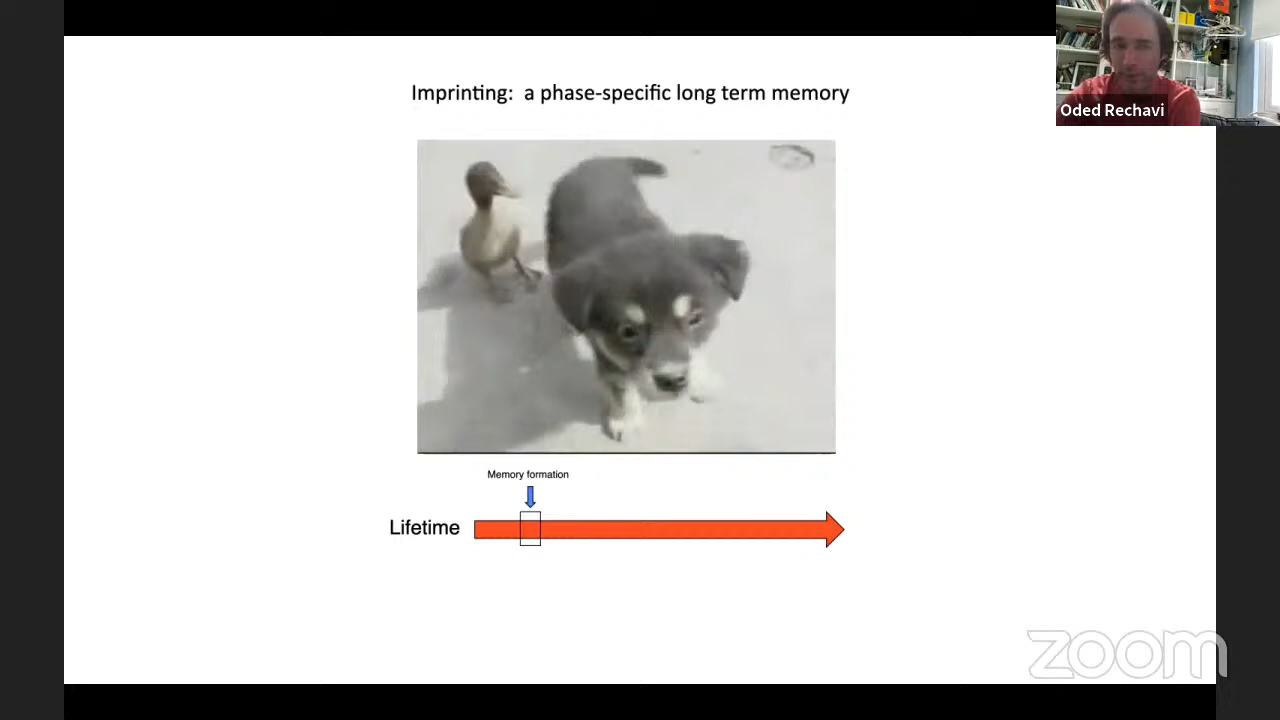 Imprinting:  a phase-specific long term memory
Oded Rechavi
Memory formation
Lifetime
zoom